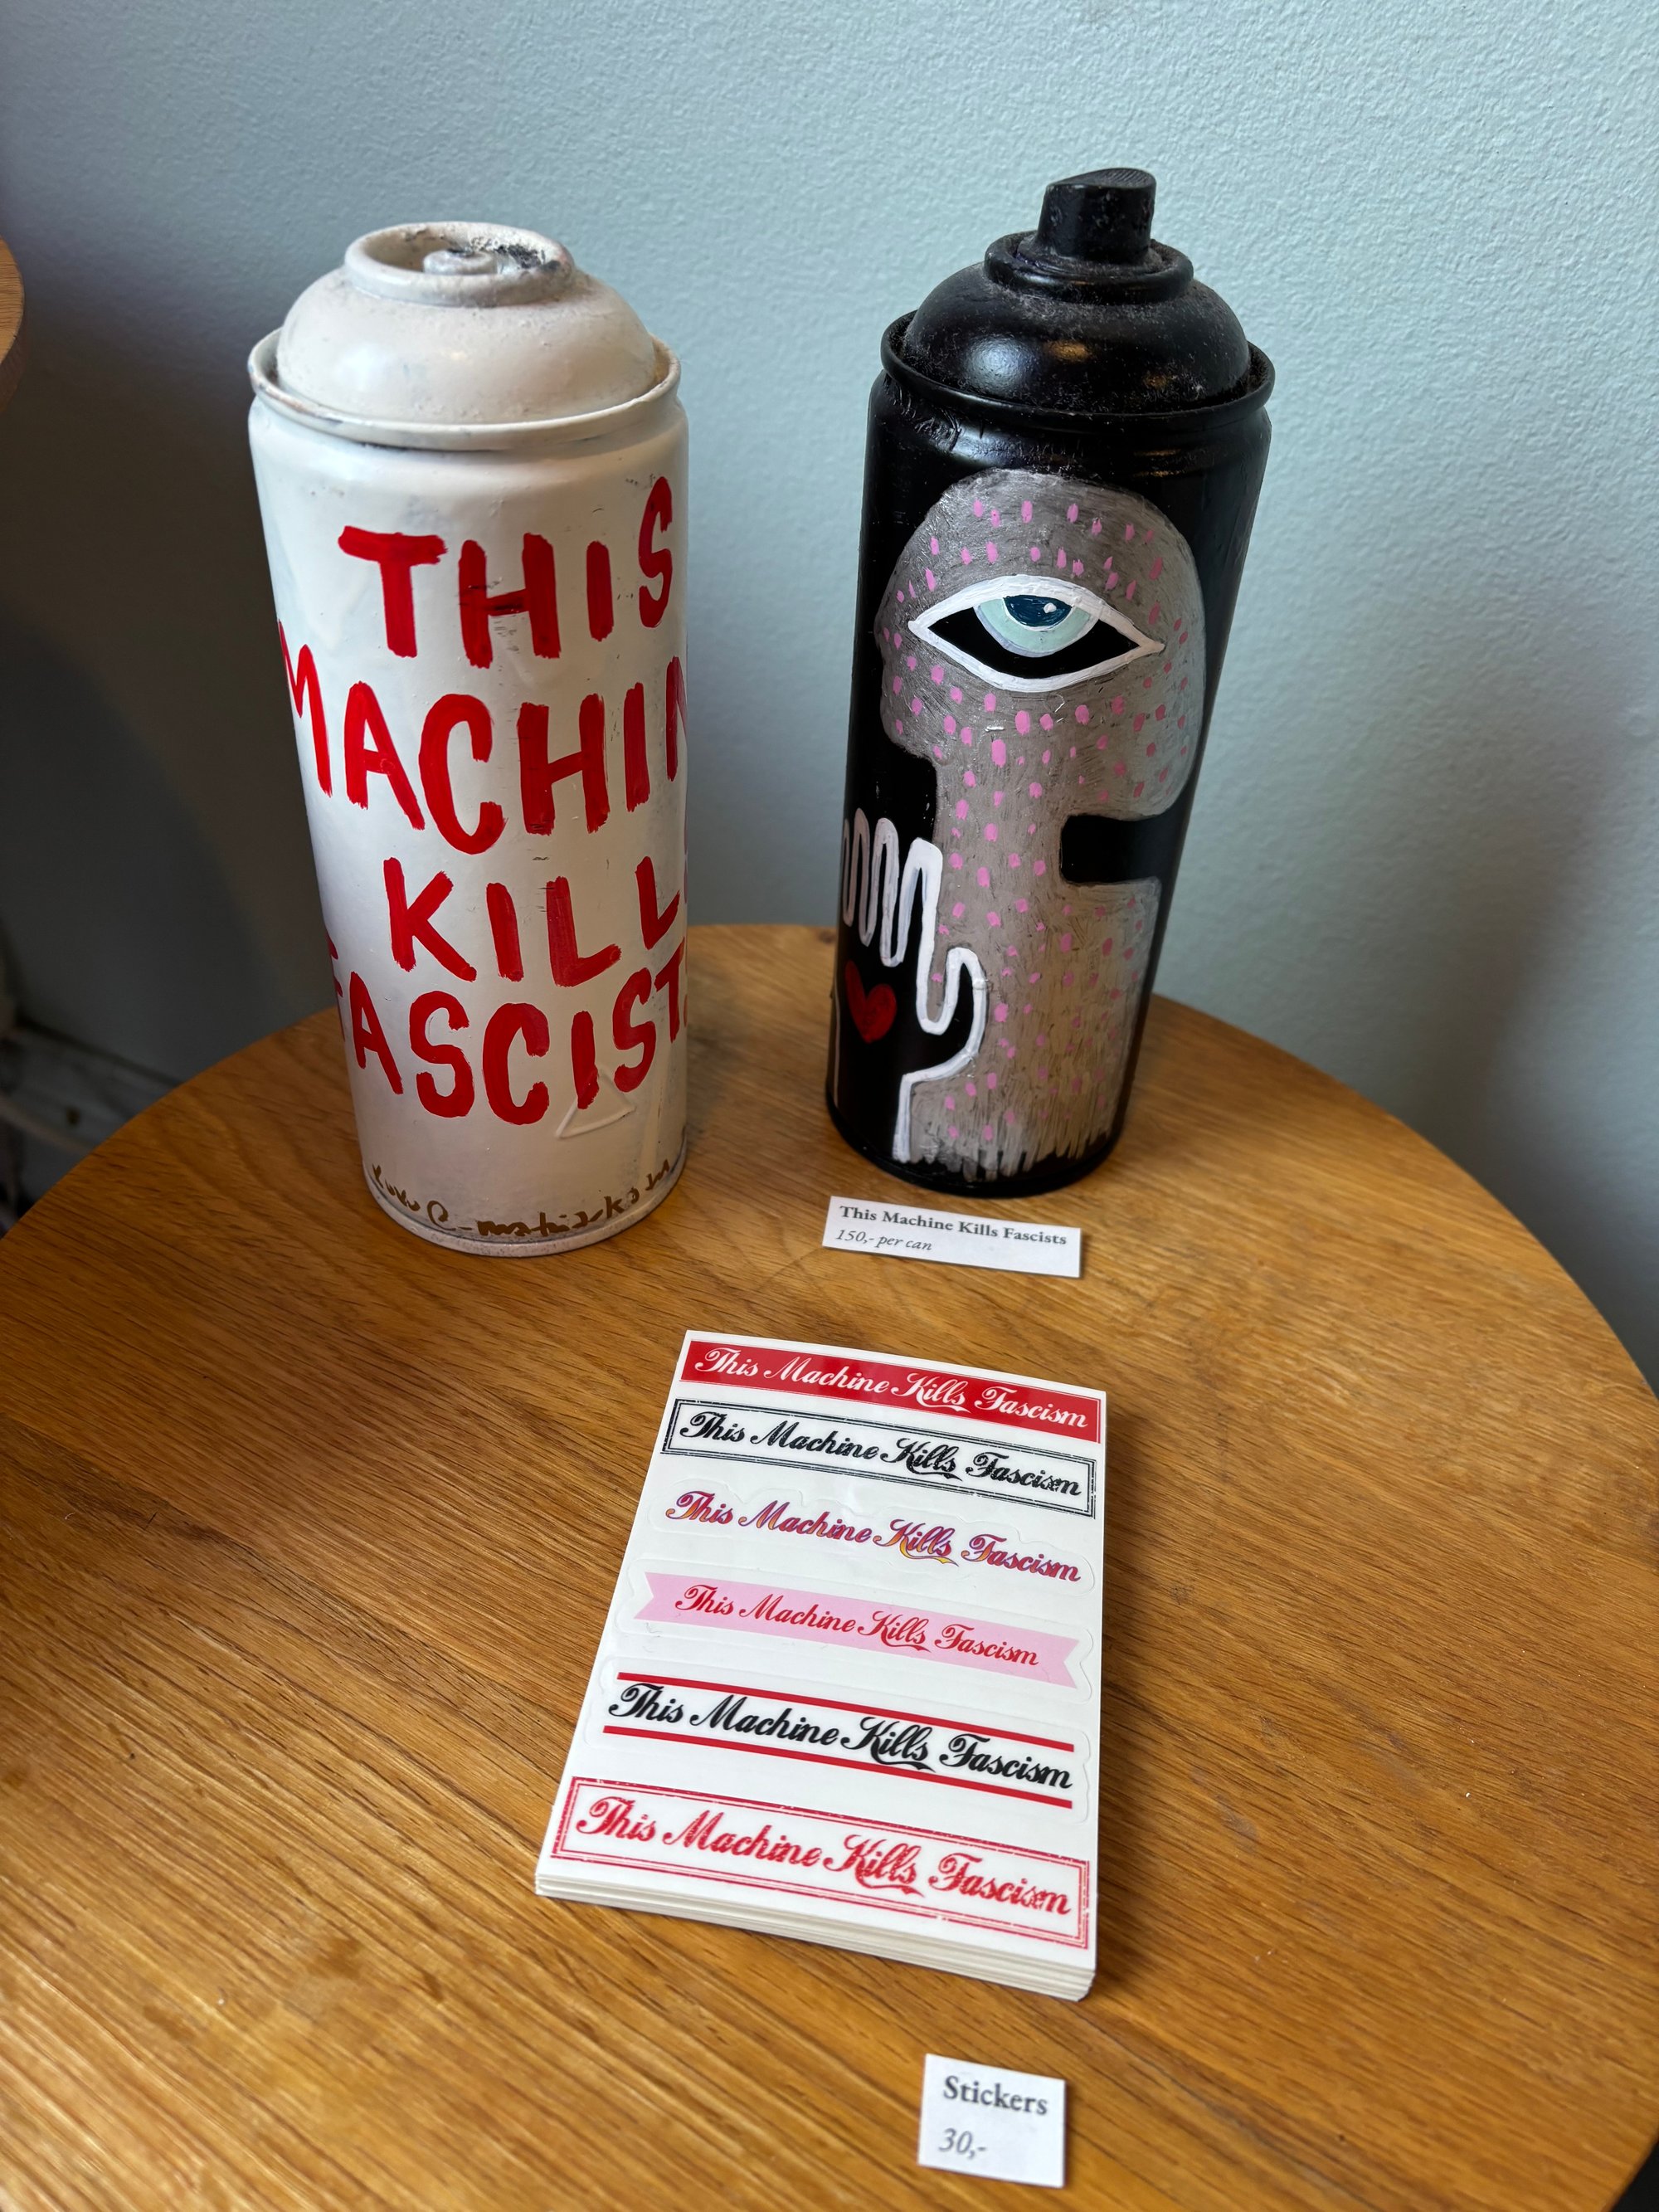 THIS
MACHIN
KILL
FASCIST
This Machine Kills Fascists
150,- per can
This Machine Kills Fascism
This Machine Kills Fascism
This Machine Kills Fascism
This Machine Kills Fascism
This Machine Kills Fascism
This Machine Kills Fascism
Stickers
30,-